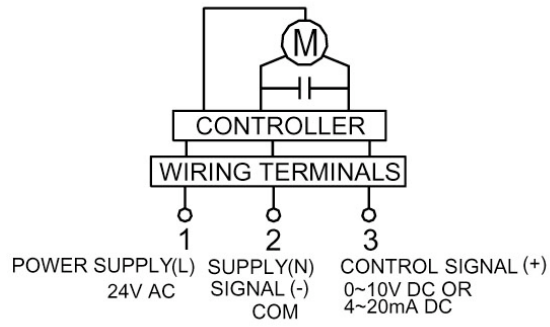 M
CONTROLLER
WIRING TERMINALS
1 2 3
POWER SUPPLY(L) SUPPLY(N) CONTROL SIGNAL (+)
24V AC SIGNAL (-) 0~10V DC OR
COM 4~20mA DC